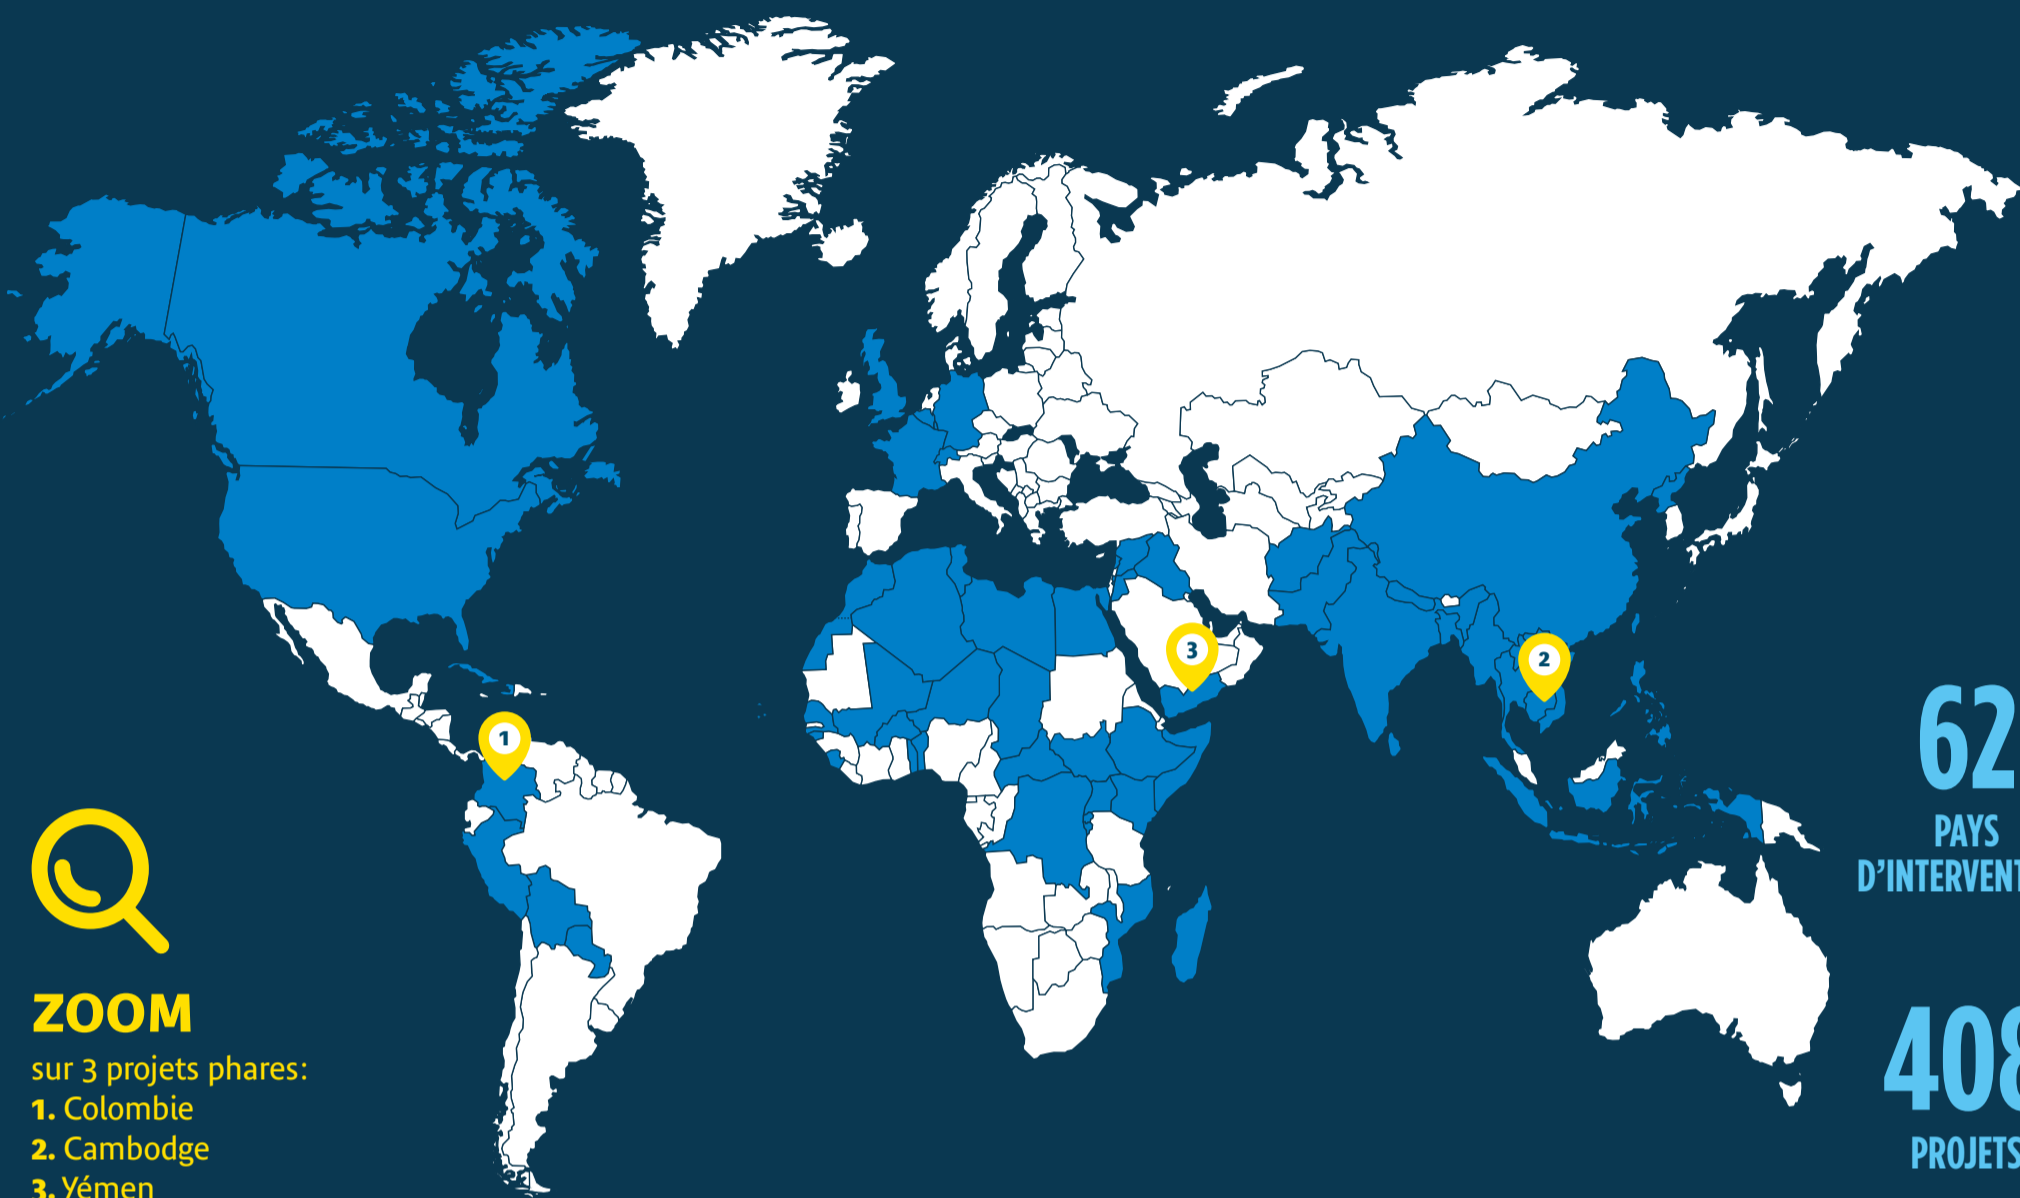 1
2
3
ZOOM
sur 3 projets phares:
1. Colombie
2. Cambodge
3. Yémen
62
PAYS
D'INTERVENT
408
PROJETS